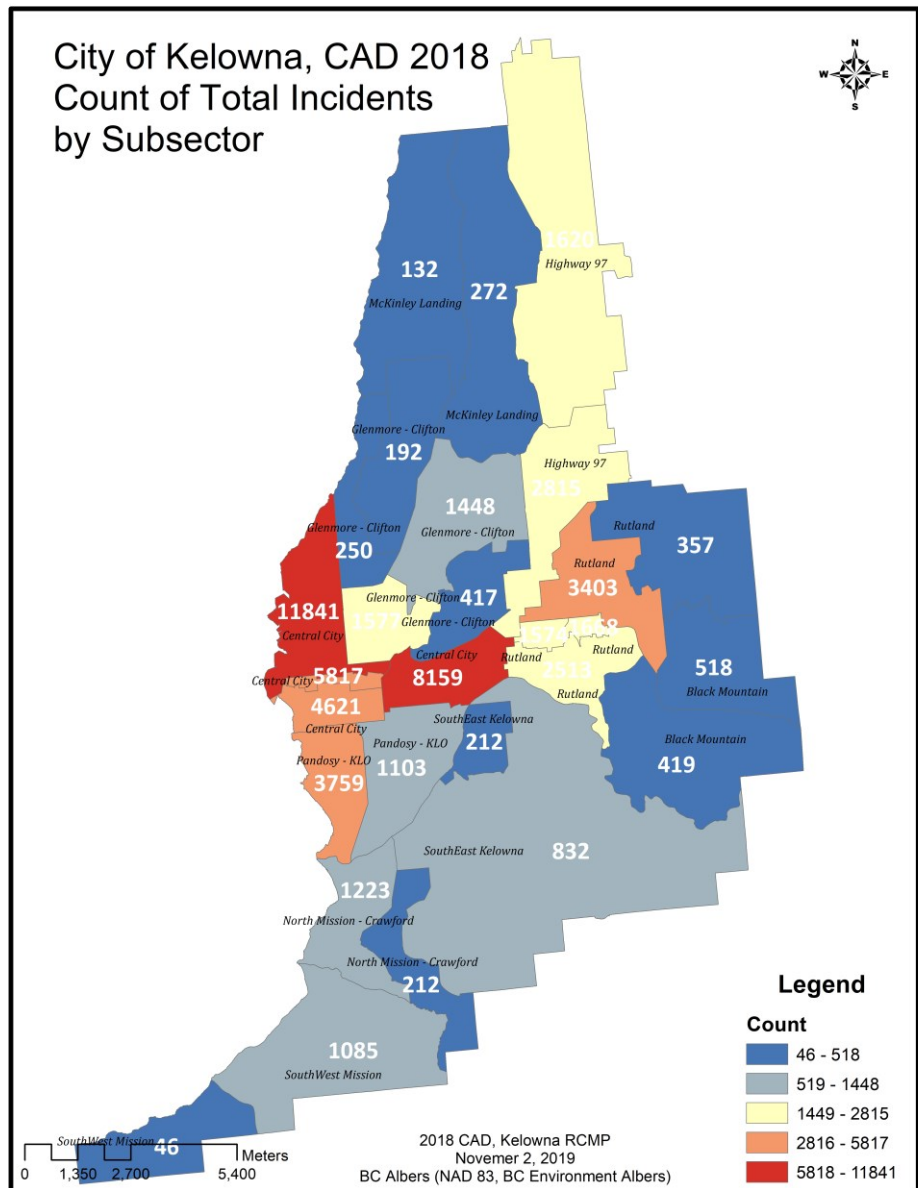 City of Kelowna, CAD 2018
Count of Total Incidents
by Subsector
N
W E
S
1620
Highway 97
132
272
McKinley Landing
McKinley Landing
Glenmore - Clifton
192
Highway 97
2815
1448
Glenmore - Clifton
Glenmore - Clifton
250
Rutland
357
Rutland
3403
Glenmore - Clifton
417
11841
1577
Glenmore - Clifton
Central City
1574
1668
Rutland
Rutland
Central City
8159
2513
518
Central City
5817
Rutland
Black Mountain
4621
Central City
SouthEast Kelowna
212
Black Mountain
419
Pandosy - KLO
1103
Pandosy - KLO
3759
SouthEast Kelowna
832
1223
North Mission - Crawford
North Mission - Crawford
212
1085
SouthWest Mission
SouthWest Mission
46
Meters
0 1,350 2,700 5,400
2018 CAD, Kelowna RCMP
Novemer 2, 2019
BC Albers (NAD 83, BC Environment Albers)
Legend
Count
46 - 518
519 - 1448
1449 - 2815
2816 - 5817
5818 - 11841